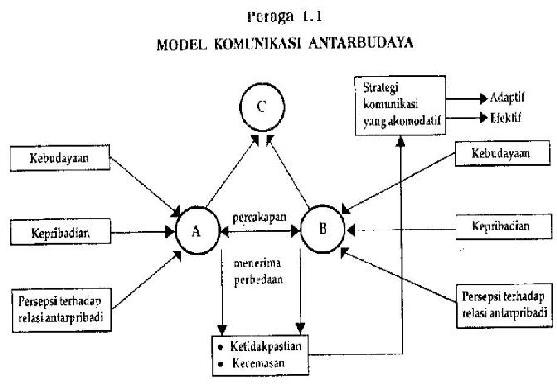 Peraga 1.1
MODEL KOMUNIKASI ANTARBUDAYA
Strategi
komunikasi
yang akomodatif
Adaptif
Efektif
C
Kebudayaan
Kebudayaan
Kepribadian
A
percakapan
B
Kepribadian
menerima
perbedaan
Persepsi terhadap
relasi antarpribadi
Persepsi terhadap
relasi antarpribadi
• Ketidakpastian
• Kecemasan